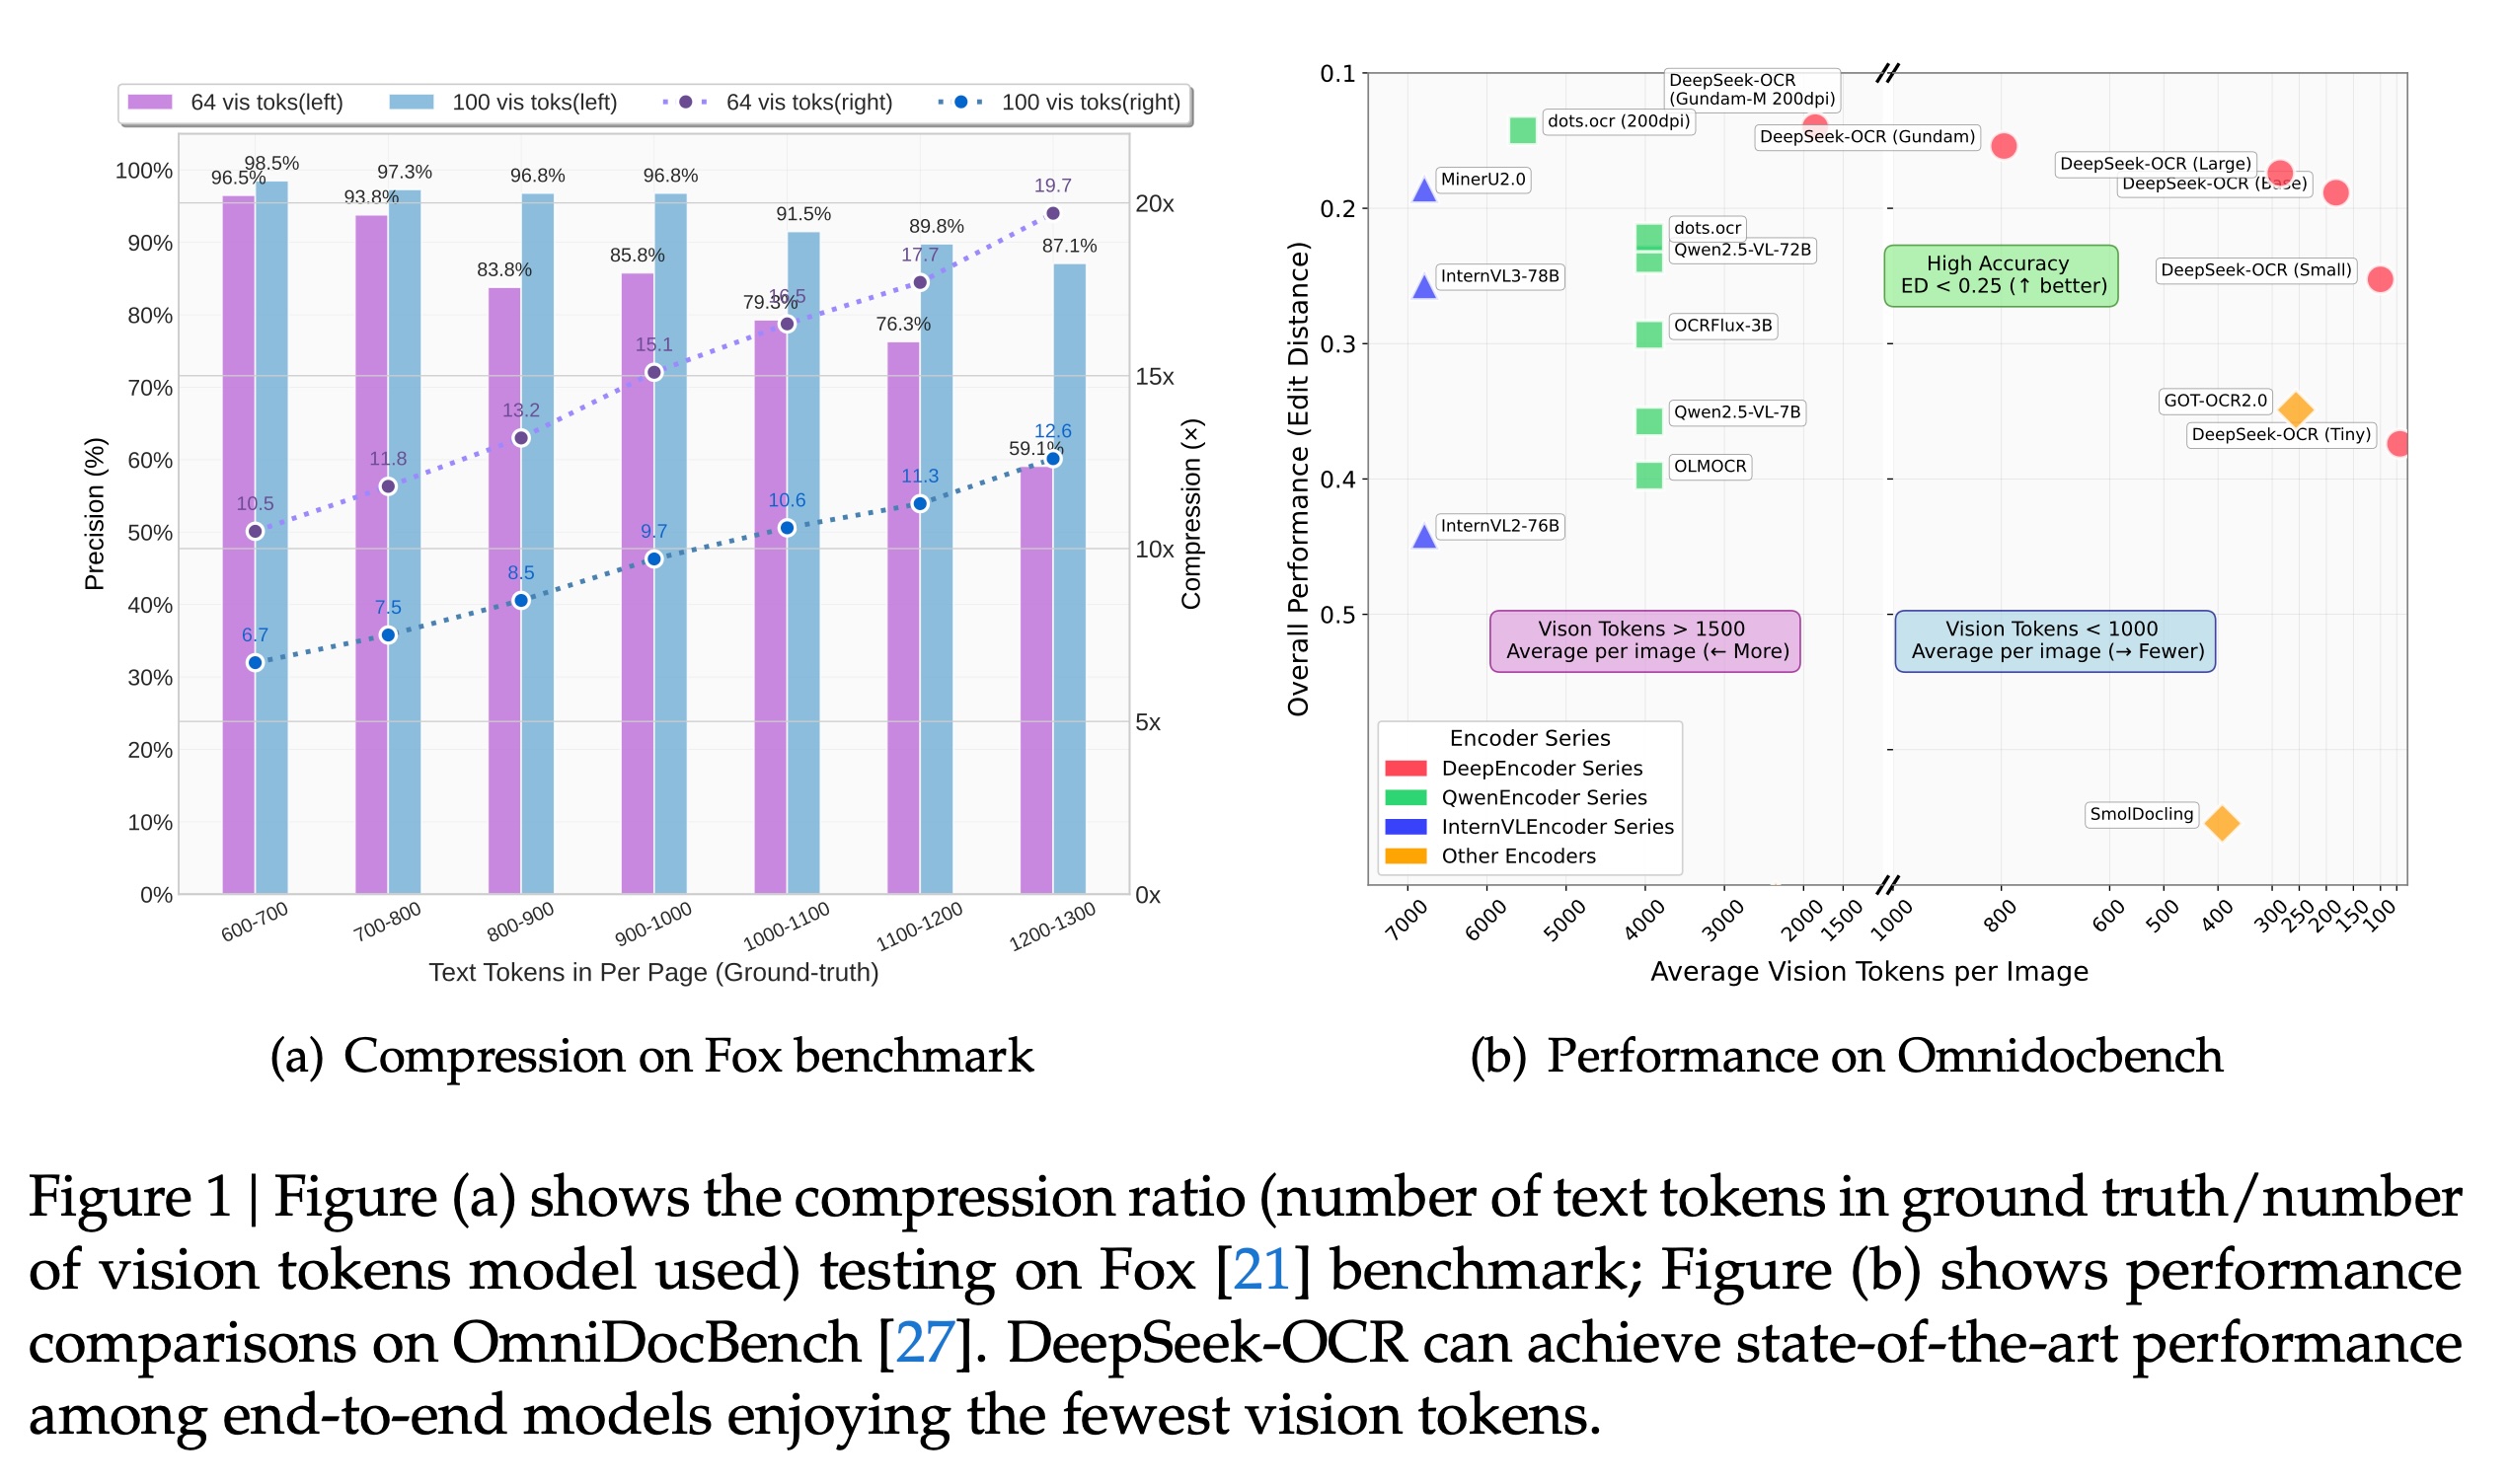 64 vis toks(left) 100 vis toks(left) 64 vis toks(right) 100 vis toks(right)
Precision (%)
100%
90%
80%
70%
60%
50%
40%
30%
20%
10%
0%
96.5% 98.5%
93.8% 97.3%
83.8% 96.8%
85.8% 96.8%
79.3% 91.5%
76.3% 89.8%
59.1% 87.1%
10.5 11.8 13.2 15.1 16.5 17.7 19.7
6.7 7.5 8.5 9.7 10.6 11.3 12.6
20x
15x
10x
5x
0x
Compression (×)
600-700 700-800 800-900 900-1000 1000-1100 1100-1200 1200-1300
Text Tokens in Per Page (Ground-truth)
(a) Compression on Fox benchmark
Overall Performance (Edit Distance)
0.1
0.2
0.3
0.4
0.5
DeepSeek-OCR
(Gundam-M 200dpi)
dots.ocr (200dpi)
DeepSeek-OCR (Gundam)
DeepSeek-OCR (Large)
DeepSeek-OCR (Base)
MinerU2.0
dots.ocr
Qwen2.5-VL-72B
High Accuracy
ED < 0.25 (↑ better)
DeepSeek-OCR (Small)
InternVL3-78B
OCRFlux-3B
GOT-OCR2.0
Qwen2.5-VL-7B
DeepSeek-OCR (Tiny)
OLMOCR
InternVL2-76B
Vison Tokens > 1500
Average per image (← More)
Vision Tokens < 1000
Average per image (→ Fewer)
Encoder Series
DeepEncoder Series
QwenEncoder Series
InternVLEncoder Series
Other Encoders
SmolDocling
7000 6000 5000 4000 3000 2000 1500 1000 800 600 500 400 300 250 200 150 100
Average Vision Tokens per Image
(b) Performance on Omnidocbench
Figure 1 | Figure (a) shows the compression ratio (number of text tokens in ground truth/number
of vision tokens model used) testing on Fox [21] benchmark; Figure (b) shows performance
comparisons on OmniDocBench [27]. DeepSeek-OCR can achieve state-of-the-art performance
among end-to-end models enjoying the fewest vision tokens.